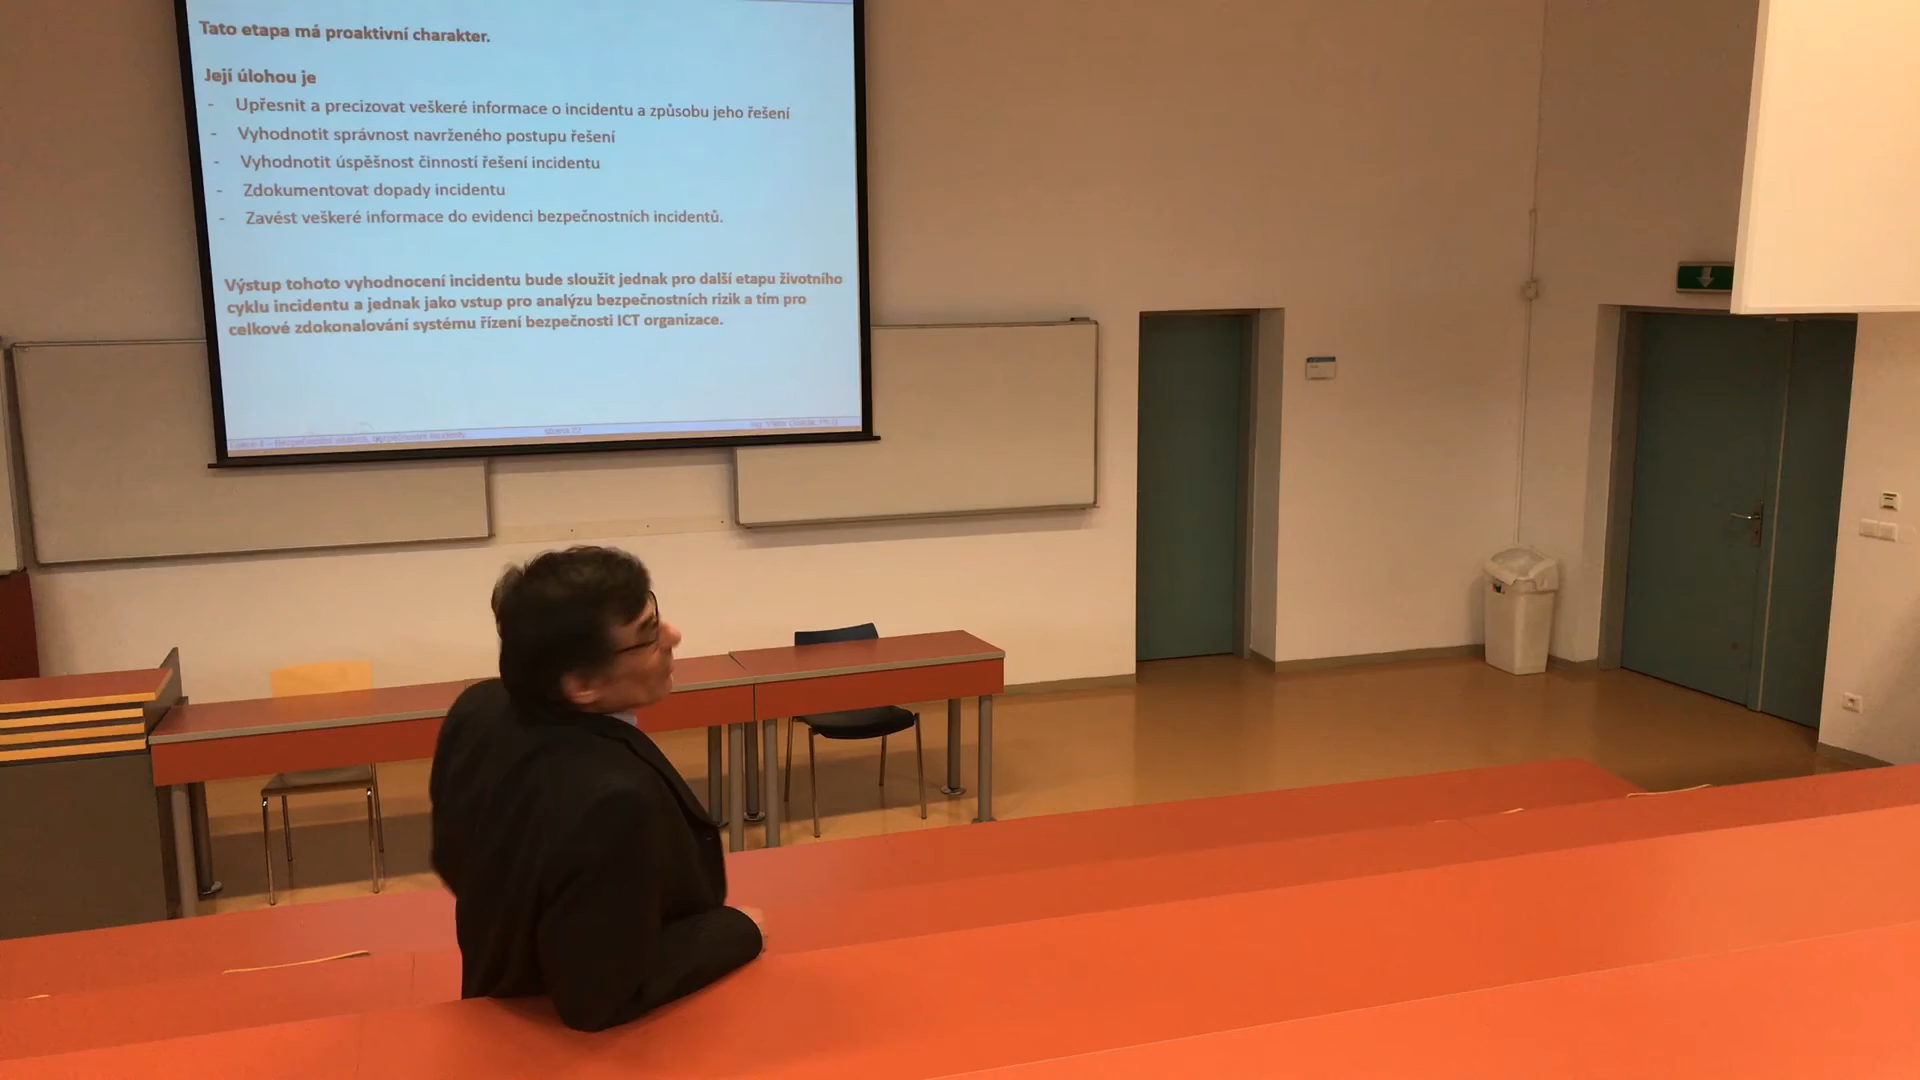 Tato etapa má proaktivní charakter.
Její úlohou je
- Upřesnit a precizovat veškeré informace o incidentu a způsobu jeho řešení
- Vyhodnotit správnost navrženého postupu řešení
- Vyhodnotit úspěšnost činností řešení incidentu
- Zdokumentovat dopady incidentu
- Zavést veškeré informace do evidenci bezpečnostních incidentů.
Výstup tohoto vyhodnocení incidentu bude sloužit jednak pro další etapu životního
cyklu incidentu a jednak jako vstup pro analýzu bezpečnostních rizik a tím pro
celkové zdokonalování systému řízení bezpečnosti ICT organizace.